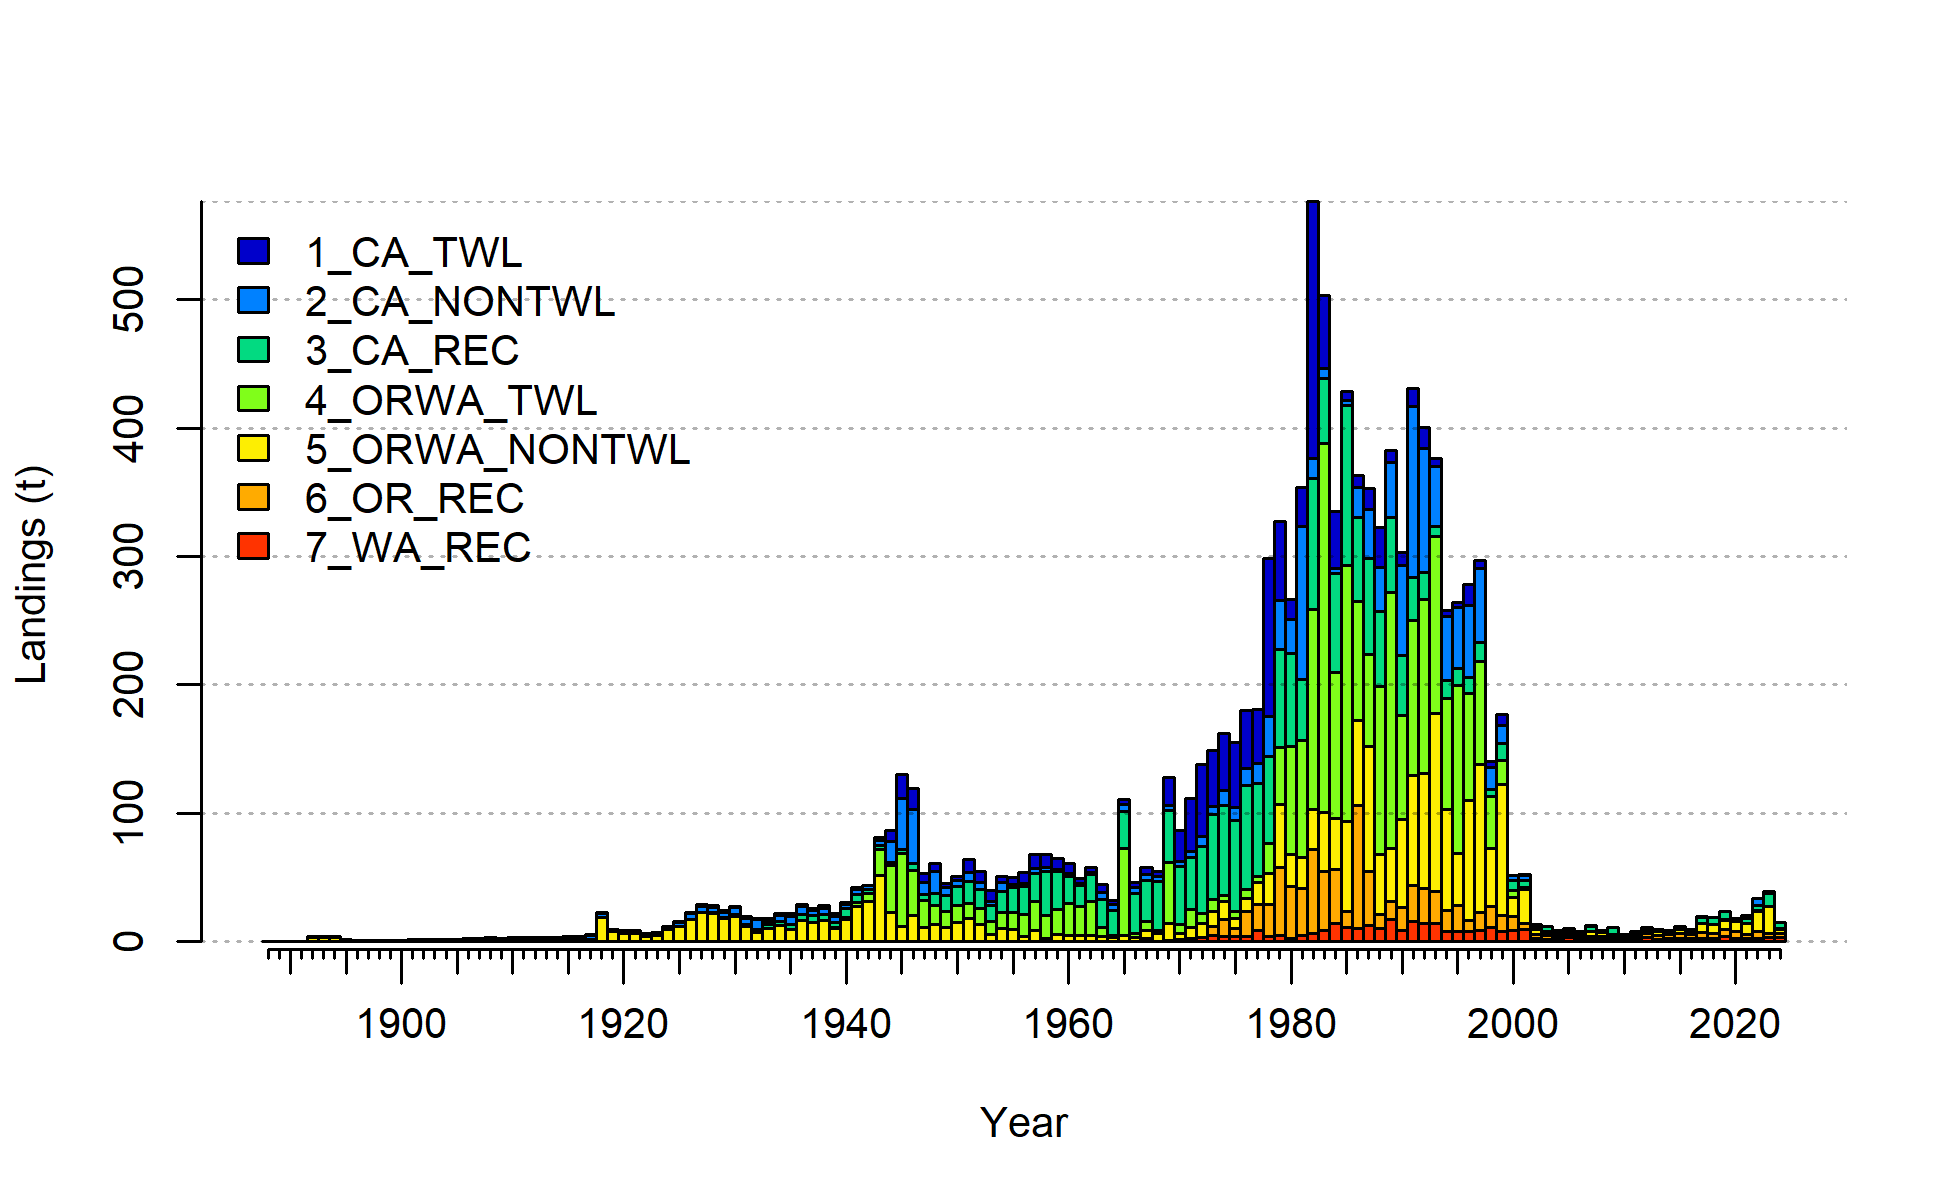 1_CA_TWL
2_CA_NONTWL
3_CA_REC
4_ORWA_TWL
5_ORWA_NONTWL
6_OR_REC
7_WA_REC
Landings (t)
500
400
300
200
100
0
1900 1920 1940 1960 1980 2000 2020
Year